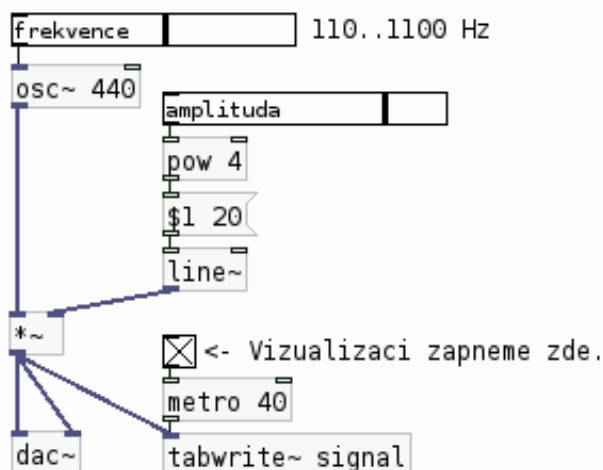 frekvence
110..1100 Hz
osc~ 440
amplituda
pow 4
$1 20
line~
*~
<- Vizualizaci zapneme zde.
metro 40
dac~
tabwrite~ signal